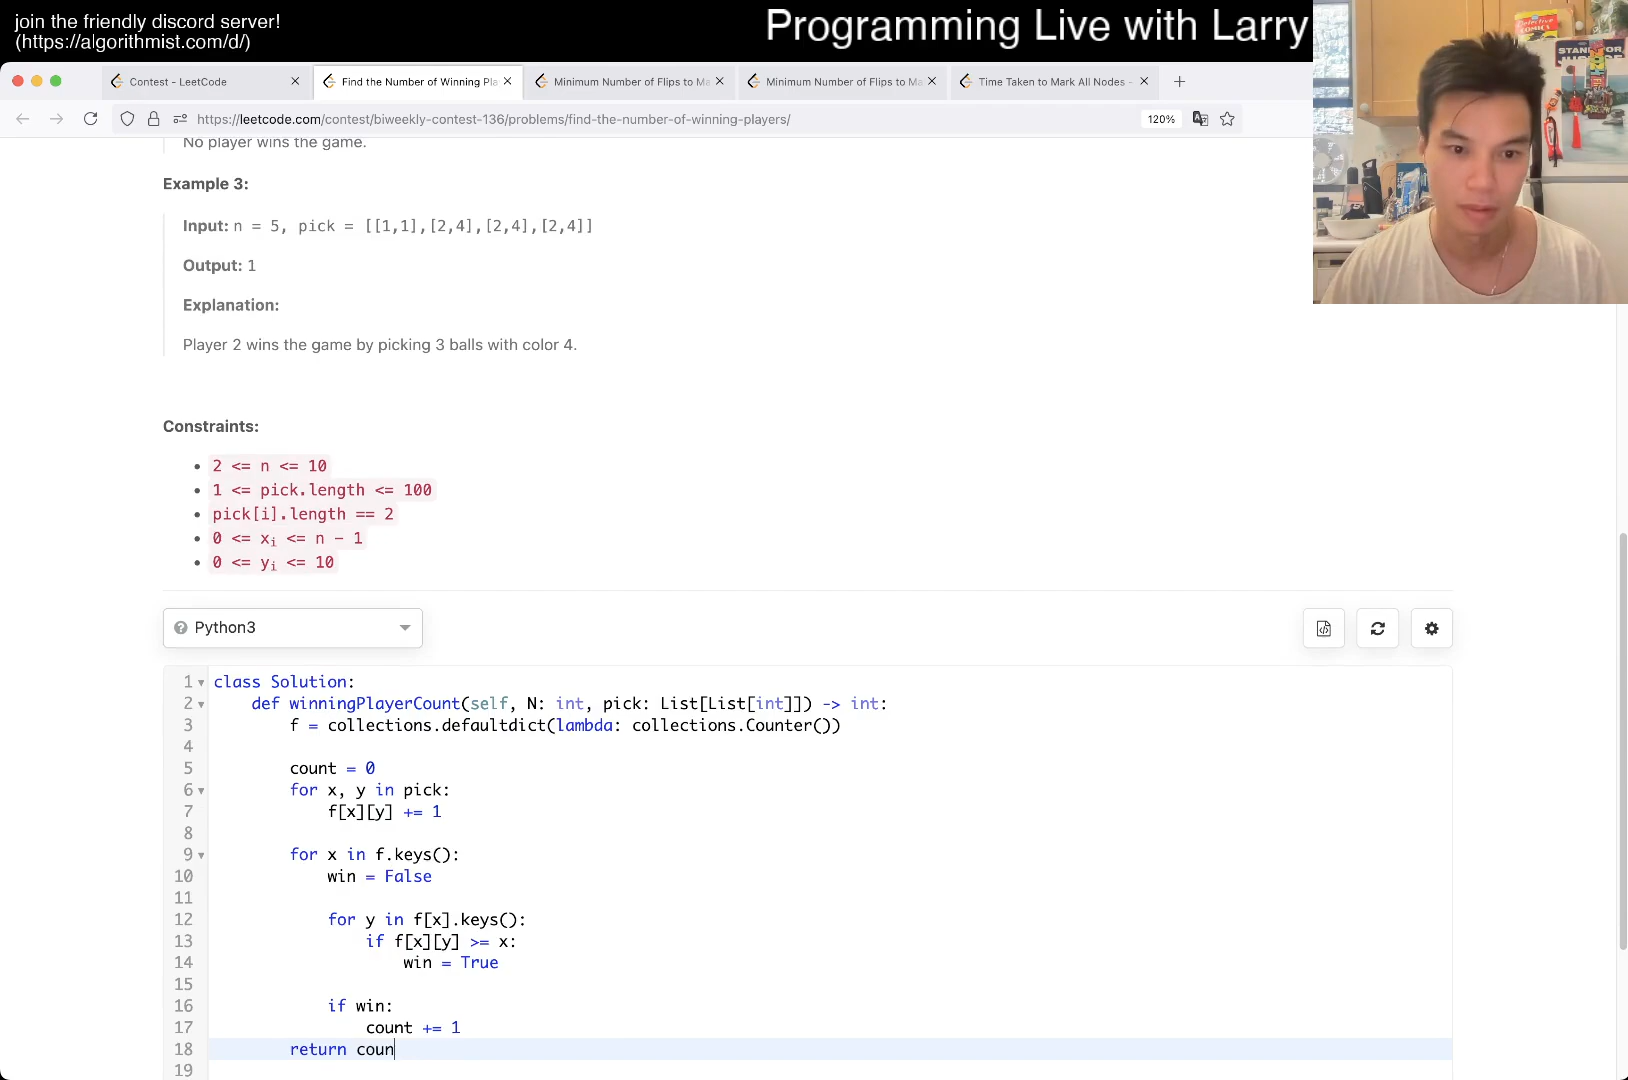 join the friendly discord server!
(https://algorithmist.com/d/)
Programming Live with Larry
Contest - LeetCode
Find the Number of Winning Pla
Minimum Number of Flips to Ma
Minimum Number of Flips to Ma
Time Taken to Mark All Nodes -
https://leetcode.com/contest/biweekly-contest-136/problems/find-the-number-of-winning-players/
120%
No player wins the game.
Example 3:
Input: n = 5, pick = [[1,1],[2,4],[2,4],[2,4]]
Output: 1
Explanation:
Player 2 wins the game by picking 3 balls with color 4.
Constraints:
2 <= n <= 10
1 <= pick.length <= 100
pick[i].length == 2
0 <= xi <= n - 1
0 <= yi <= 10
Python3
1 class Solution:
2 def winningPlayerCount(self, N: int, pick: List[List[int]]) -> int:
3 f = collections.defaultdict(lambda: collections.Counter())
4
5 count = 0
6 for x, y in pick:
7 f[x][y] += 1
8
9 for x in f.keys():
10 win = False
11
12 for y in f[x].keys():
13 if f[x][y] >= x:
14 win = True
15
16 if win:
17 count += 1
18 return coun
19